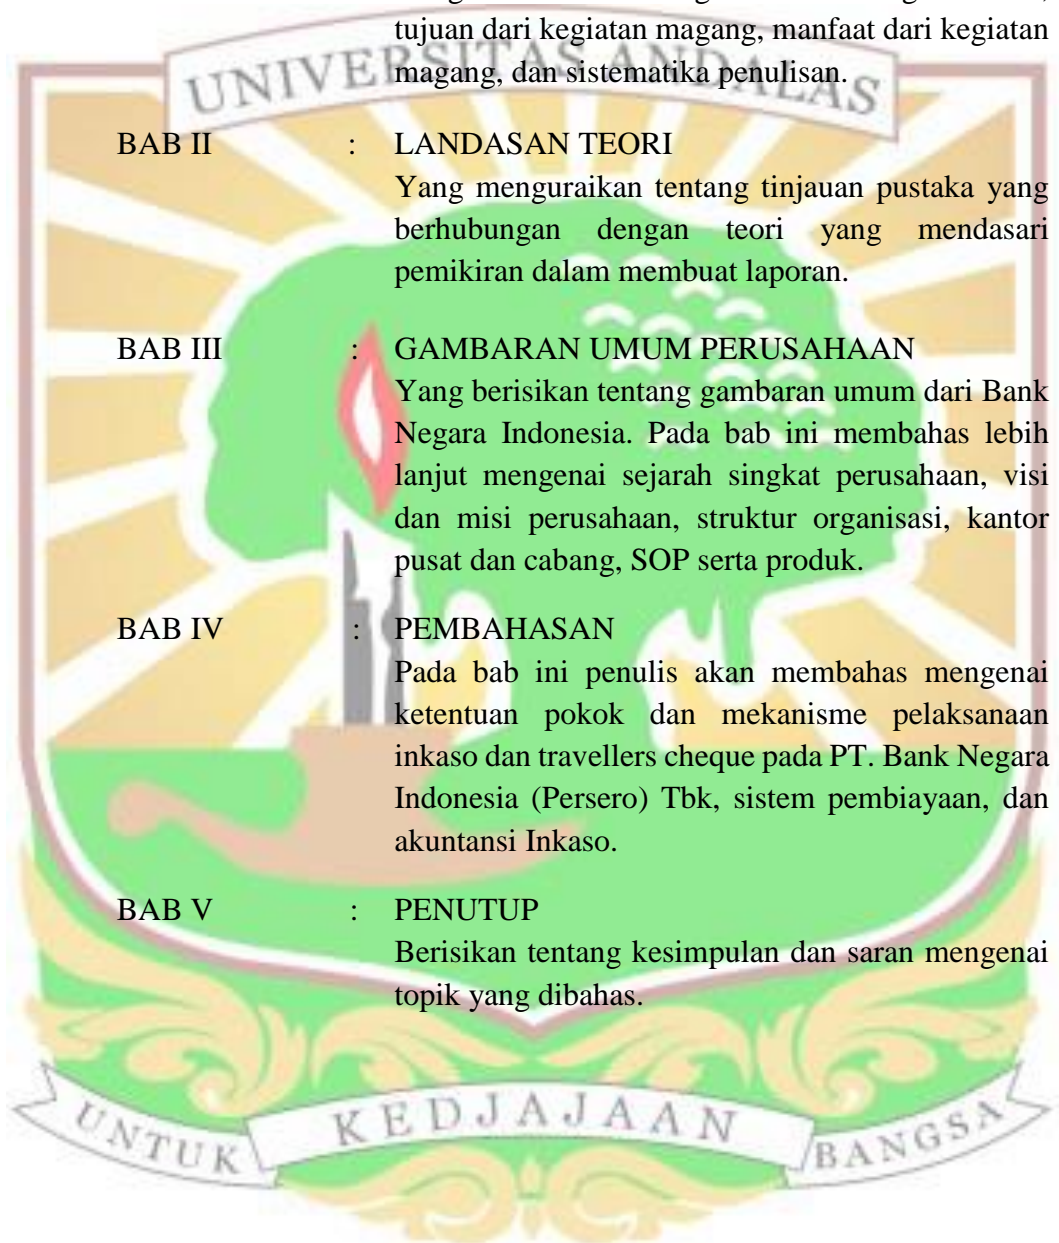 tujuan dari kegiatan magang, manfaat dari kegiatan
magang, dan sistematika penulisan.
UNIVERSITAS ANDALAS
BAB II : LANDASAN TEORI
Yang menguraikan tentang tinjauan pustaka yang
berhubungan dengan teori yang mendasari
pemikiran dalam membuat laporan.
BAB III : GAMBARAN UMUM PERUSAHAAN
Yang berisikan tentang gambaran umum dari Bank
Negara Indonesia. Pada bab ini membahas lebih
lanjut mengenai sejarah singkat perusahaan, visi
dan misi perusahaan, struktur organisasi, kantor
pusat dan cabang, SOP serta produk.
BAB IV : PEMBAHASAN
Pada bab ini penulis akan membahas mengenai
ketentuan pokok dan mekanisme pelaksanaan
inkaso dan travellers cheque pada PT. Bank Negara
Indonesia (Persero) Tbk, sistem pembiayaan, dan
akuntansi Inkaso.
BAB V : PENUTUP
Berisikan tentang kesimpulan dan saran mengenai
topik yang dibahas.
UNTUK KEDJAJAAN BANGSA